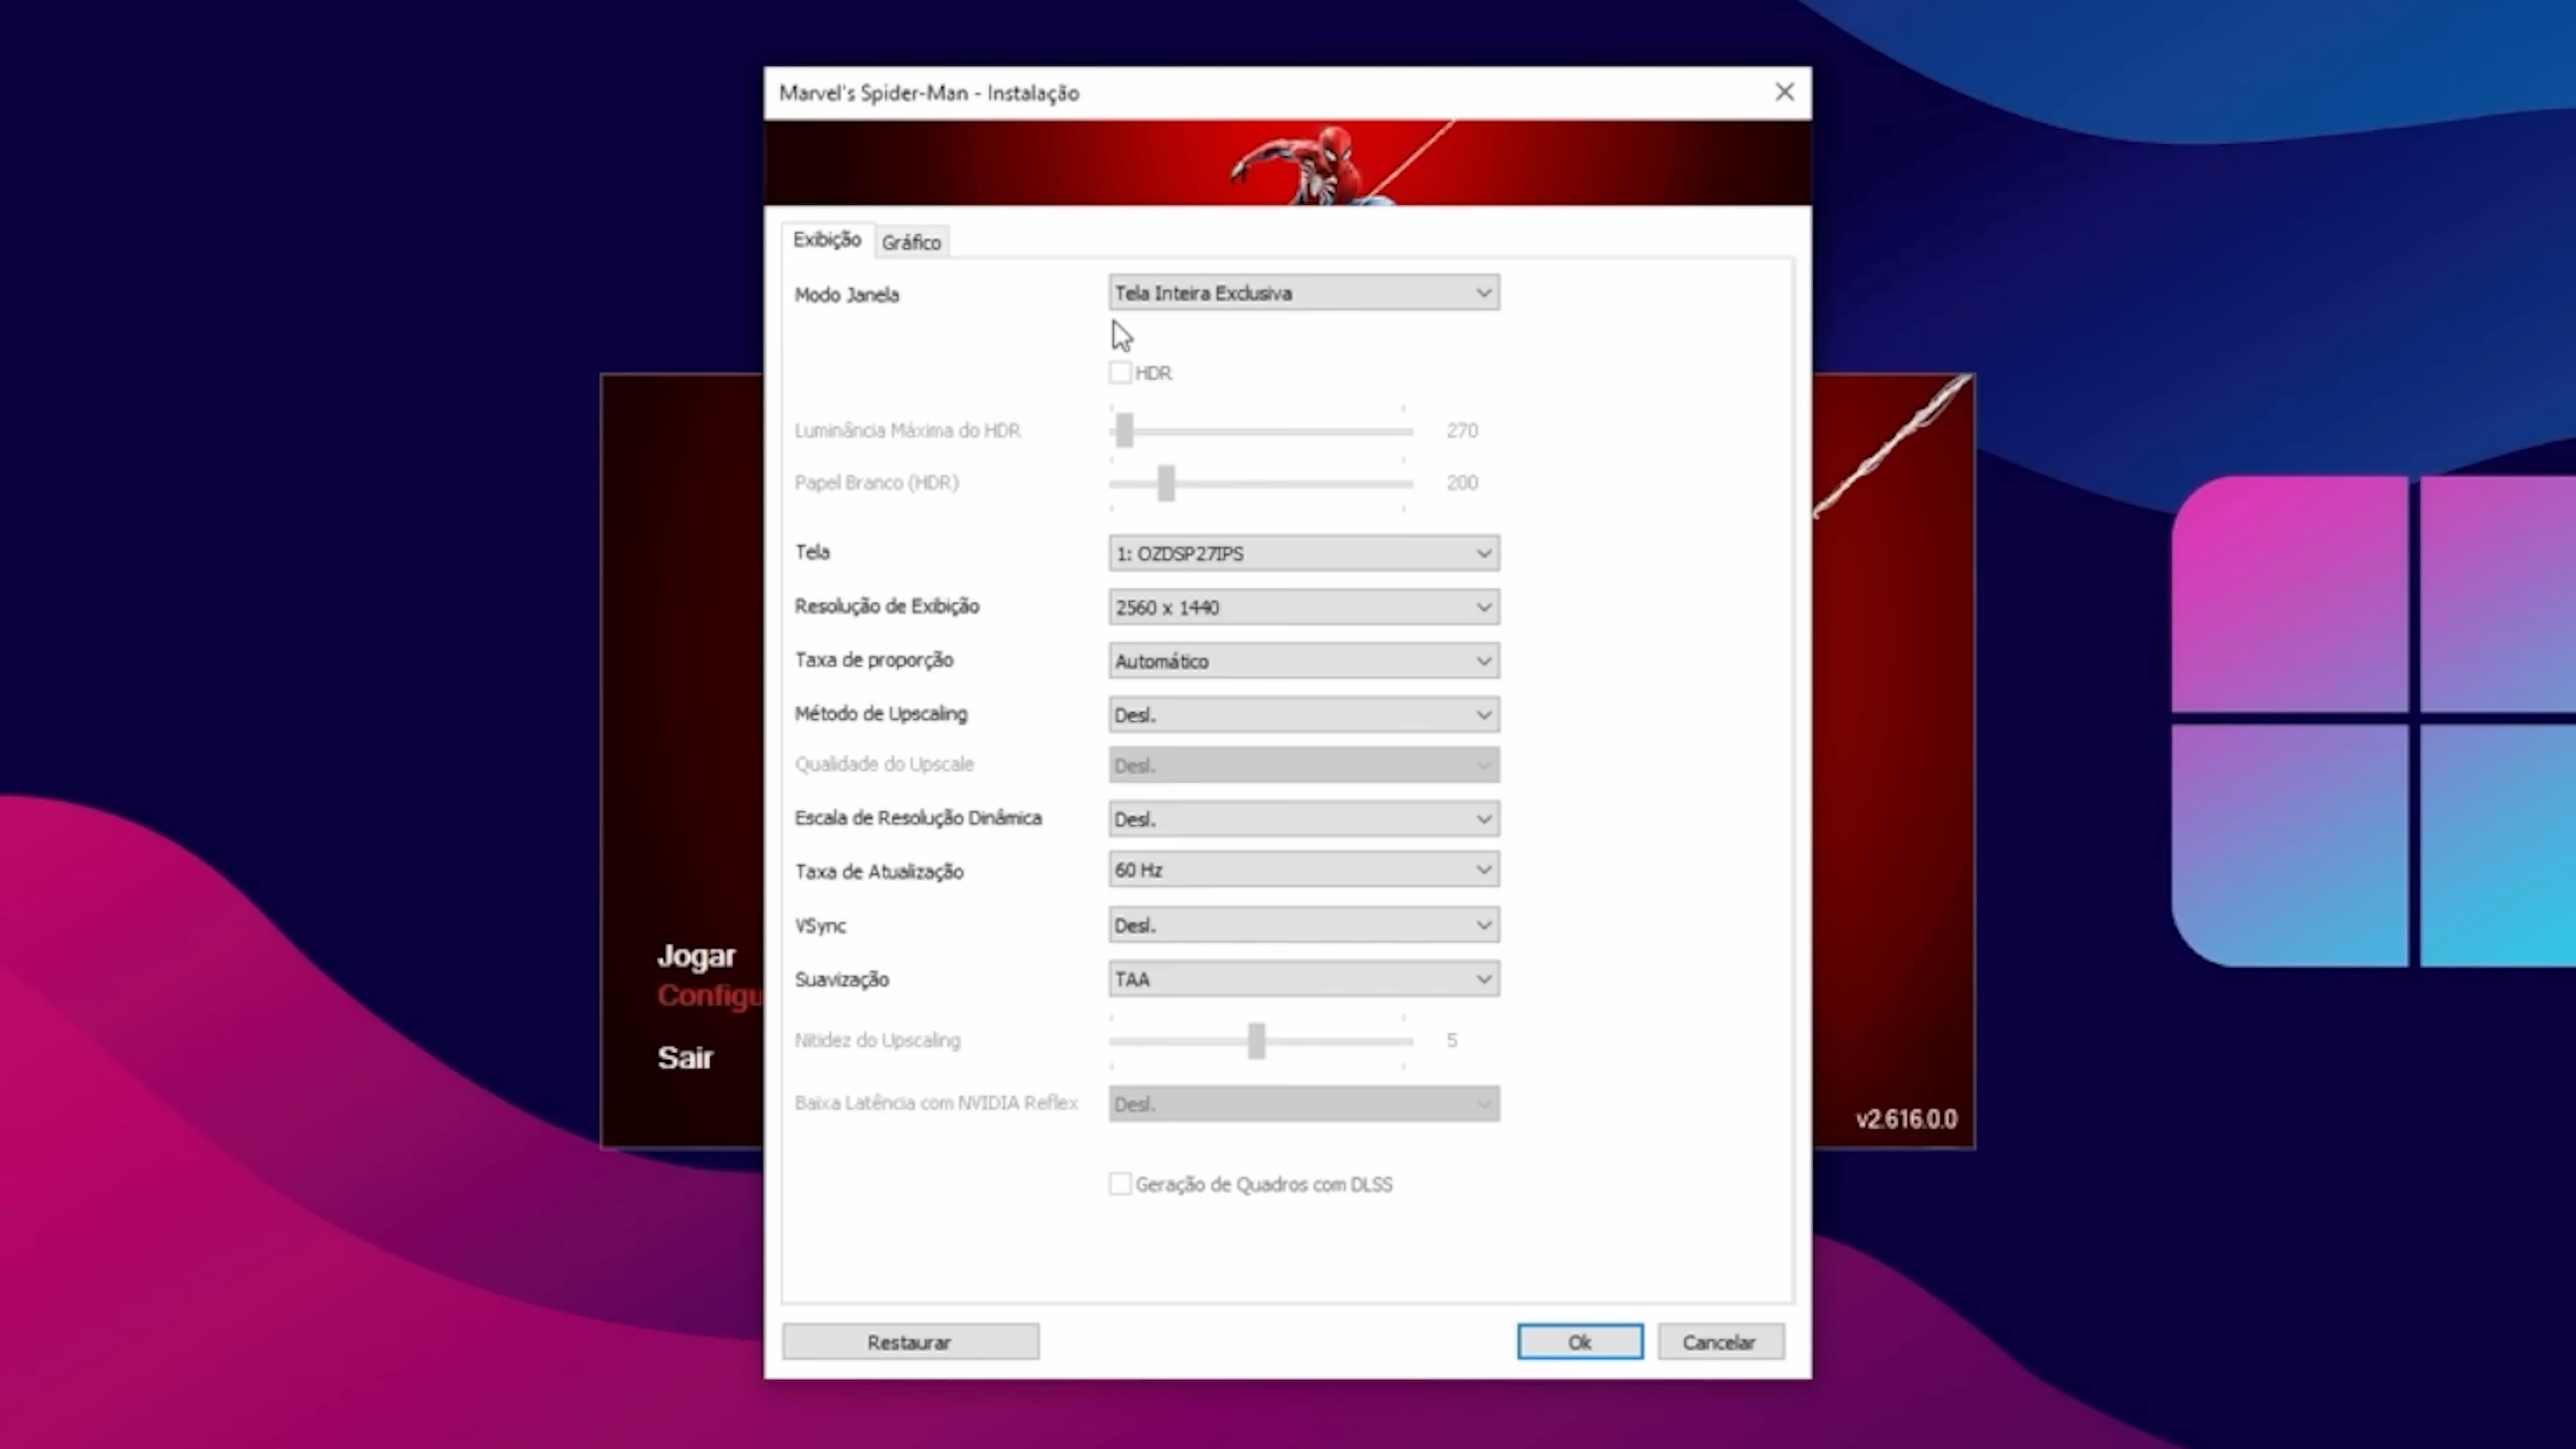 Marvel's Spider-Man - Instalação
Exibição
Gráfico
Modo Janela
Tela Inteira Exclusiva
HDR
Luminância Máxima do HDR
270
Papel Branco (HDR)
200
Tela
1: OZDSP27IPS
Resolução de Exibição
2560 x 1440
Taxa de proporção
Automático
Método de Upscaling
Desl.
Qualidade do Upscale
Desl.
Escala de Resolução Dinâmica
Desl.
Taxa de Atualização
60 Hz
VSync
Desl.
Suavização
TAA
Nitidez do Upscaling
5
Baixa Latência com NVIDIA Reflex
Desl.
Geração de Quadros com DLSS
Restaurar
Ok
Cancelar
Jogar
Configu
Sair
v2.616.0.0